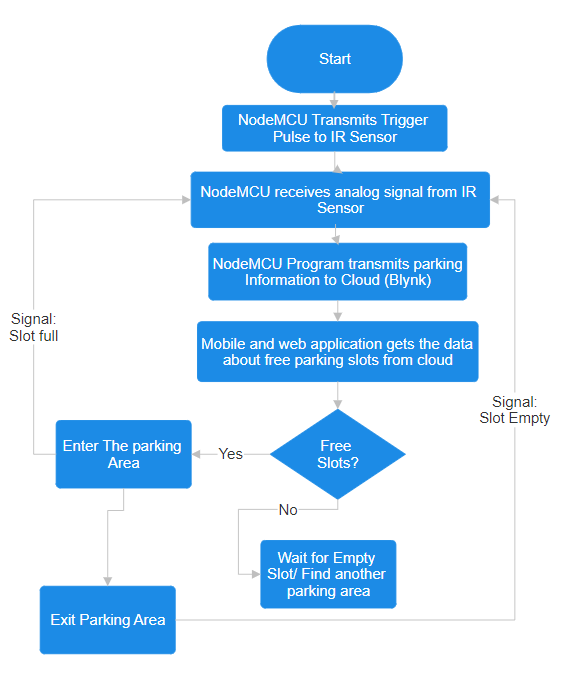 Start
NodeMCU Transmits Trigger
Pulse to IR Sensor
NodeMCU receives analog signal from IR
Sensor
NodeMCU Program transmits parking
Information to Cloud (Blynk)
Signal:
Slot full
Mobile and web application gets the data
about free parking slots from cloud
Signal:
Slot Empty
Free
Slots?
Yes
Enter The parking
Area
No
Wait for Empty
Slot/ Find another
parking area
Exit Parking Area